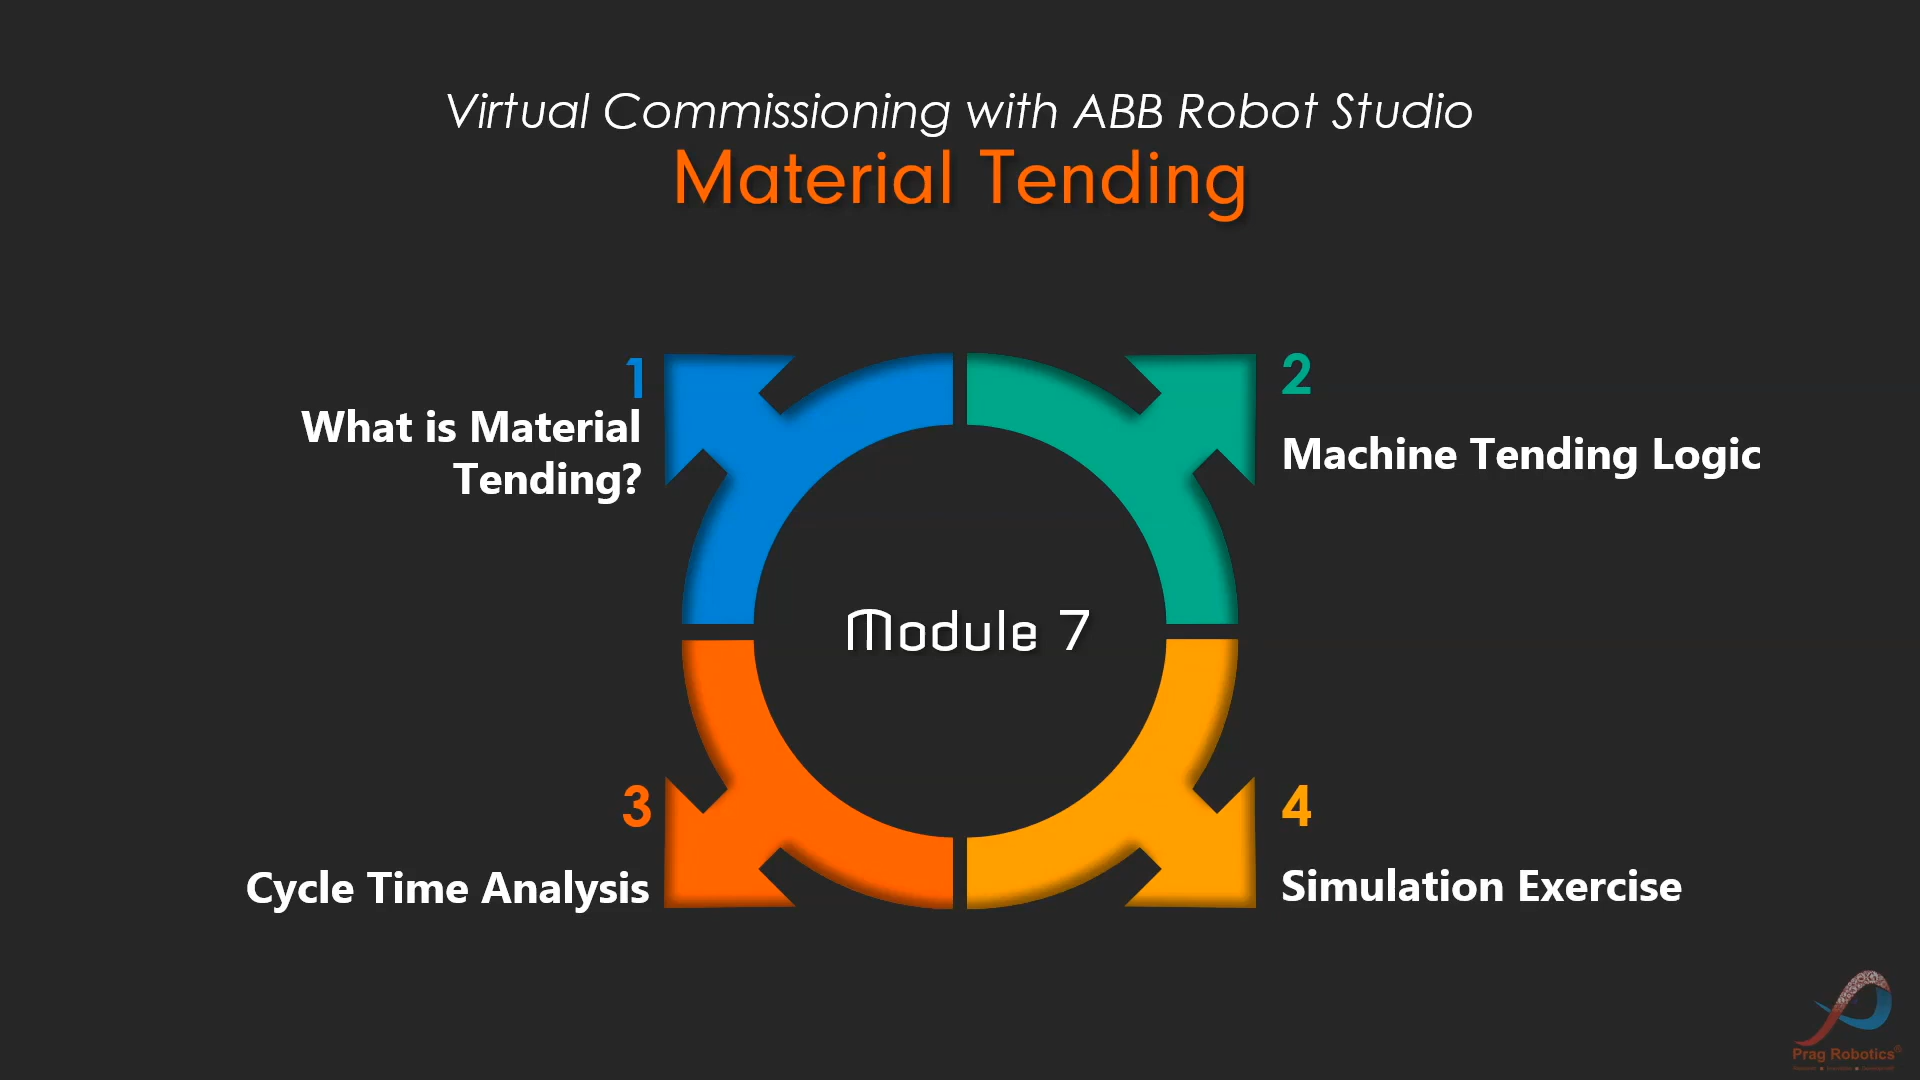 Virtual Commissioning with ABB Robot Studio
Material Tending
1
What is Material
Tending?
2
Machine Tending Logic
Module 7
3
Cycle Time Analysis
4
Simulation Exercise
Prag Robotics®